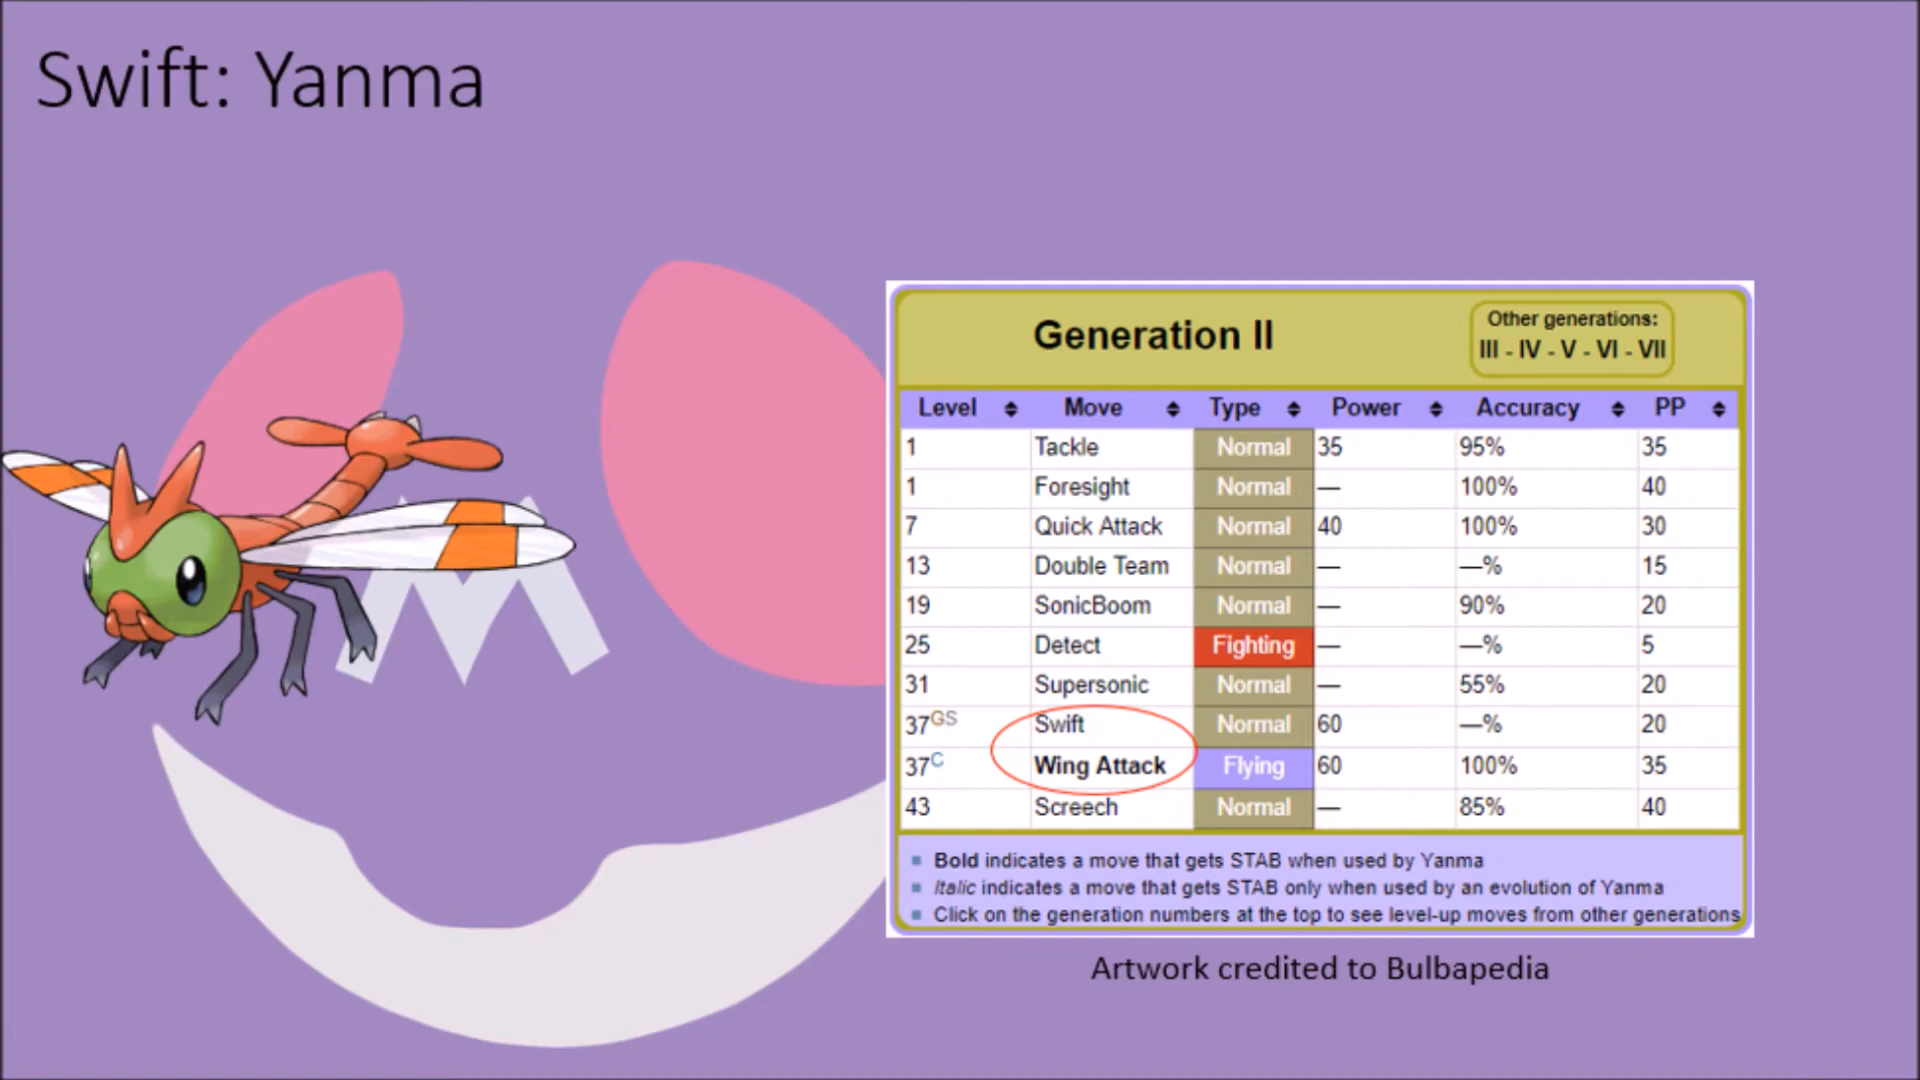 Swift: Yanma
Generation II
Other generations:
III - IV - V - VI - VII
Level Move Type Power Accuracy PP
1 Tackle Normal 35 95% 35
1 Foresight Normal — 100% 40
7 Quick Attack Normal 40 100% 30
13 Double Team Normal — —% 15
19 SonicBoom Normal — 90% 20
25 Detect Fighting — —% 5
31 Supersonic Normal — 55% 20
37GS Swift Normal 60 —% 20
37C Wing Attack Flying 60 100% 35
43 Screech Normal — 85% 40
Bold indicates a move that gets STAB when used by Yanma
Italic indicates a move that gets STAB only when used by an evolution of Yanma
Click on the generation numbers at the top to see level-up moves from other generations
Artwork credited to Bulbapedia